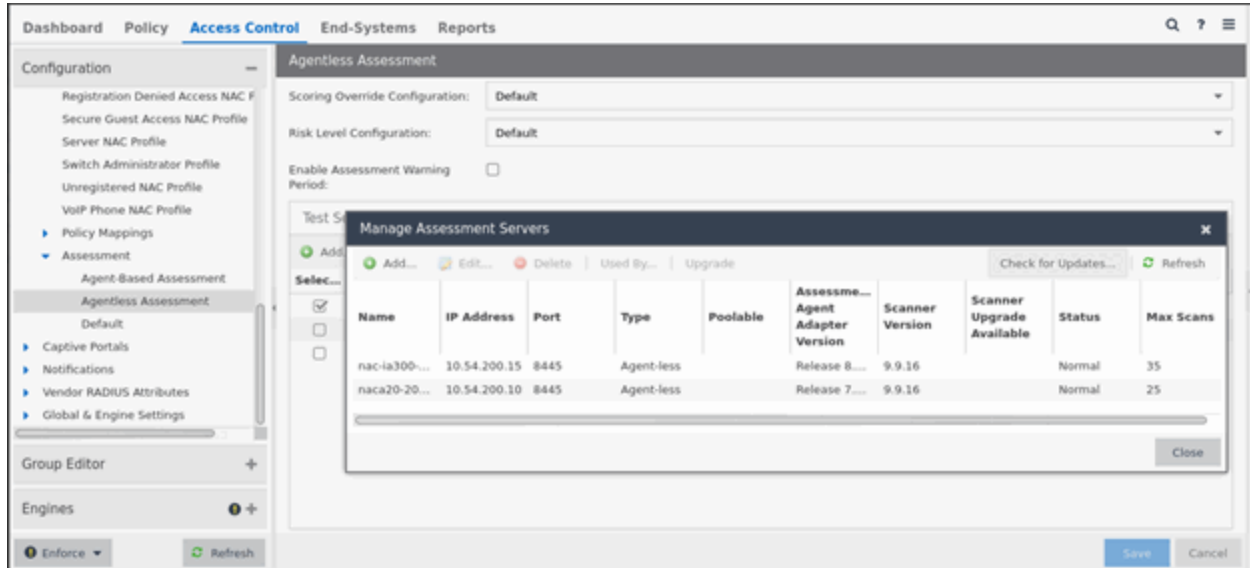 Dashboard Policy Access Control End-Systems Reports ?
Configuration
Agentless Assessment
Registration Denied Access NAC P
Secure Guest Access NAC Profile
Server NAC Profile
Switch Administrator Profile
Unregistered NAC Profile
VoIP Phone NAC Profile
Policy Mappings
Assessment
Agent-Based Assessment
Agentless Assessment
Default
Captive Portals
Notifications
Vendor RADIUS Attributes
Global & Engine Settings
Group Editor
Engines
Enforce Refresh
Scoring Override Configuration: Default
Risk Level Configuration: Default
Enable Assessment Warning
Period:
Test S
Add
Selec...
Manage Assessment Servers
Add... Edit... Delete Used By... Upgrade Check for Updates... Refresh
Name IP Address Port Type Poolable Assessme... Agent Adapter Version Scanner Version Scanner Upgrade Available Status Max Scans
nac-ia300-... 10.54.200.15 8445 Agent-less Release 8.... 9.9.16 Normal 35
naca20-20... 10.54.200.10 8445 Agent-less Release 7.... 9.9.16 Normal 25
Close
Save Cancel